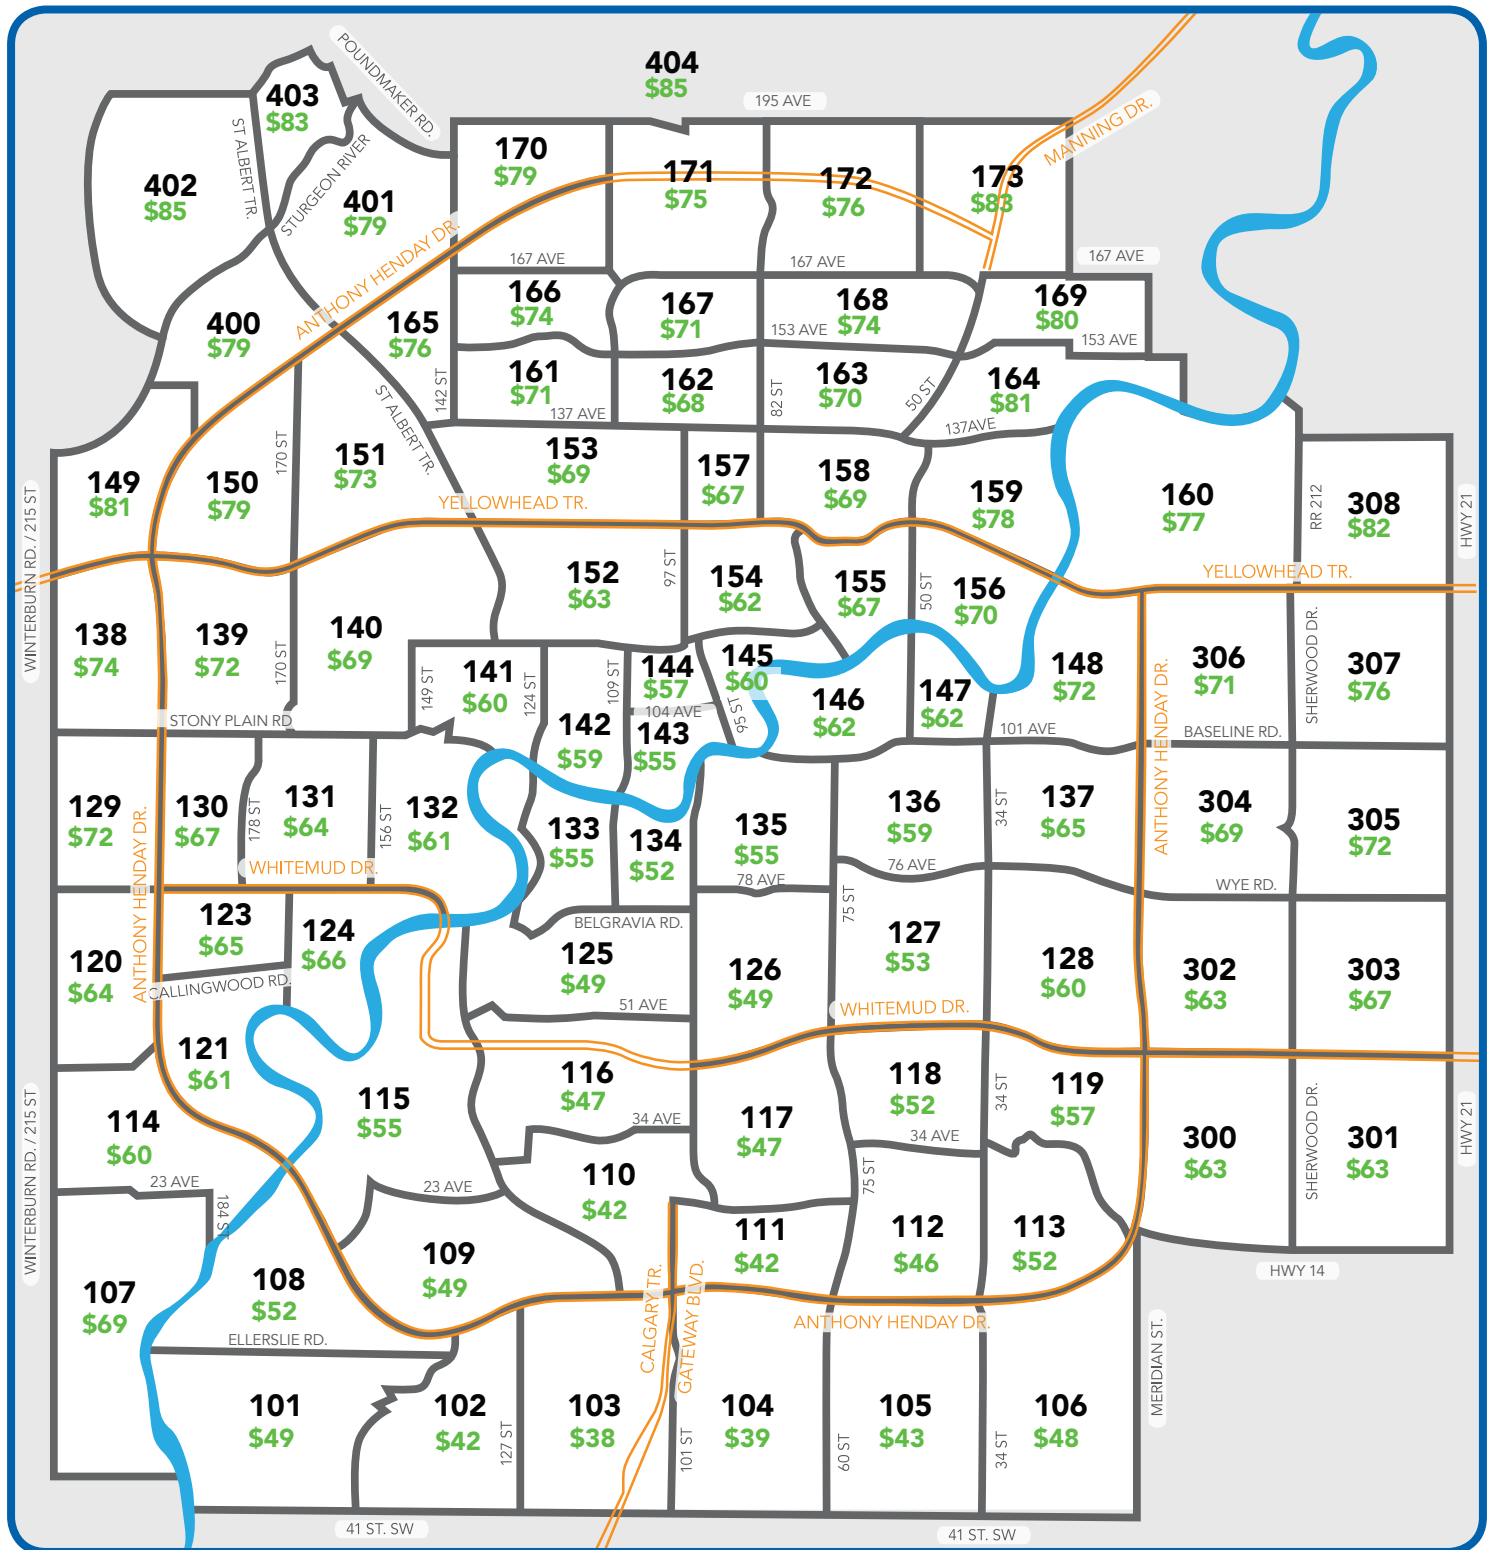 POUNDMAKER RD.
404
$85
195 AVE
MANNING DR.
403
$83
ST ALBERT TR.
STURGEON RIVER
402
$85
401
$79
170
$79
171
$75
172
$76
173
$83
ANTHONY HENDAY DR.
167 AVE
167 AVE
167 AVE
400
$79
165
$76
166
$74
167
$71
168
$74
169
$80
153 AVE
153 AVE
142 ST
161
$71
137 AVE
162
$68
82 ST
163
$70
50 ST
164
$81
137AVE
ST ALBERT TR.
WINTERBURN RD. / 215 ST
149
$81
150
$79
170 ST
151
$73
153
$69
157
$67
158
$69
159
$78
160
$77
RR 212
308
$82
HWY 21
YELLOWHEAD TR.
YELLOWHEAD TR.
138
$74
139
$72
170 ST
140
$69
152
$63
97 ST
154
$62
155
$67
50 ST
156
$70
149 ST
141
$60
124 ST
142
$59
109 ST
144
$57
104 AVE
143
$55
145
$60
95 ST
146
$62
147
$62
148
$72
ANTHONY HENDAY DR.
306
$71
SHERWOOD DR.
307
$76
STONY PLAIN RD
101 AVE
BASELINE RD.
129
$72
ANTHONY HENDAY DR.
130
$67
178 ST
131
$64
156 ST
132
$61
133
$55
134
$52
135
$55
136
$59
34 ST
137
$65
304
$69
305
$72
WHITEMUD DR.
78 AVE
76 AVE
WYE RD.
75 ST
120
$64
123
$65
124
$66
CALLINGWOOD RD.
BELGRAVIA RD.
125
$49
51 AVE
126
$49
127
$53
128
$60
302
$63
303
$67
WHITEMUD DR.
WINTERBURN RD. / 215 ST
121
$61
114
$60
115
$55
116
$47
34 AVE
117
$47
118
$52
34 AVE
34 ST
119
$57
300
$63
SHERWOOD DR.
301
$63
HWY 21
23 AVE
184 ST
23 AVE
110
$42
75 ST
107
$69
108
$52
109
$49
111
$42
112
$46
113
$52
HWY 14
ELLERSLIE RD.
CALGARY TR.
GATEWAY BLVD.
ANTHONY HENDAY DR.
MERIDIAN ST.
101
$49
102
$42
127 ST
103
$38
101 ST
104
$39
60 ST
105
$43
34 ST
106
$48
41 ST. SW
41 ST. SW